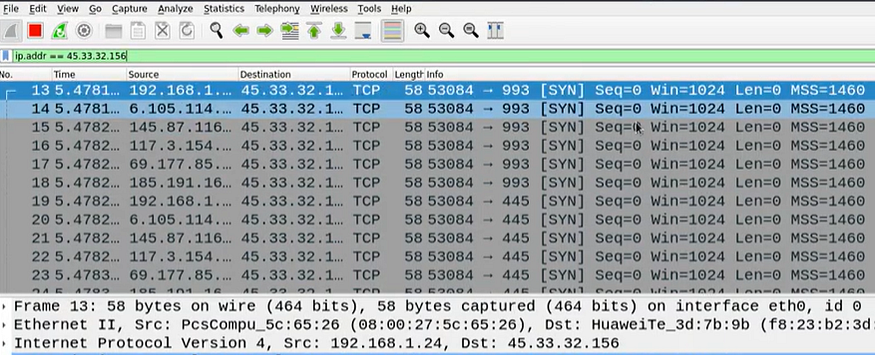 File Edit View Go Capture Analyze Statistics Telephony Wireless Tools Help
ip.addr == 45.33.32.156
No. Time Source Destination Protocol Length Info
13 5.4781… 192.168.1.… 45.33.32.1… TCP 58 53084 → 993 [SYN] Seq=0 Win=1024 Len=0 MSS=1460
14 5.4781… 6.105.114.… 45.33.32.1… TCP 58 53084 → 993 [SYN] Seq=0 Win=1024 Len=0 MSS=1460
15 5.4782… 145.87.116… 45.33.32.1… TCP 58 53084 → 993 [SYN] Seq=0 Win=1024 Len=0 MSS=1460
16 5.4782… 117.3.154.… 45.33.32.1… TCP 58 53084 → 993 [SYN] Seq=0 Win=1024 Len=0 MSS=1460
17 5.4782… 69.177.85.… 45.33.32.1… TCP 58 53084 → 993 [SYN] Seq=0 Win=1024 Len=0 MSS=1460
18 5.4782… 185.191.16… 45.33.32.1… TCP 58 53084 → 993 [SYN] Seq=0 Win=1024 Len=0 MSS=1460
19 5.4782… 192.168.1.… 45.33.32.1… TCP 58 53084 → 445 [SYN] Seq=0 Win=1024 Len=0 MSS=1460
20 5.4782… 6.105.114.… 45.33.32.1… TCP 58 53084 → 445 [SYN] Seq=0 Win=1024 Len=0 MSS=1460
21 5.4782… 145.87.116… 45.33.32.1… TCP 58 53084 → 445 [SYN] Seq=0 Win=1024 Len=0 MSS=1460
22 5.4782… 117.3.154.… 45.33.32.1… TCP 58 53084 → 445 [SYN] Seq=0 Win=1024 Len=0 MSS=1460
23 5.4783… 69.177.85.… 45.33.32.1… TCP 58 53084 → 445 [SYN] Seq=0 Win=1024 Len=0 MSS=1460
Frame 13: 58 bytes on wire (464 bits), 58 bytes captured (464 bits) on interface eth0, id 0
Ethernet II, Src: PcsCompu_5c:65:26 (08:00:27:5c:65:26), Dst: HuaweiTe_3d:7b:9b (f8:23:b2:3d:
Internet Protocol Version 4, Src: 192.168.1.24, Dst: 45.33.32.156